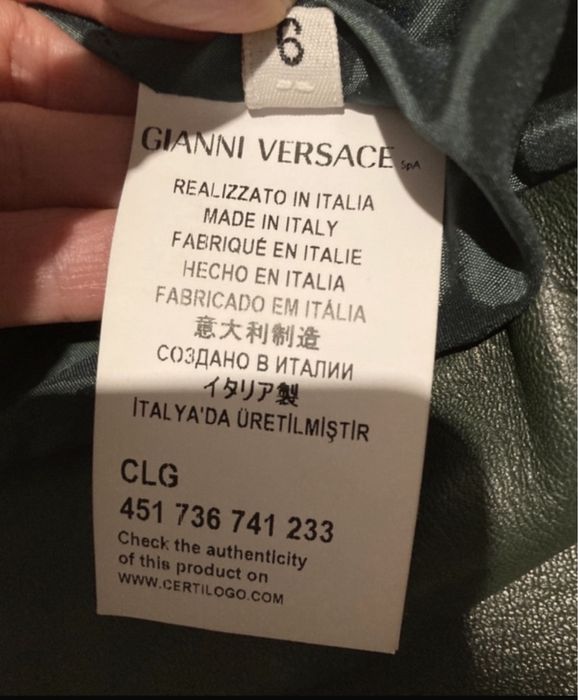 6
GIANNI VERSACE SpA
REALIZZATO IN ITALIA
MADE IN ITALY
FABRIQUÉ EN ITALIE
HECHO EN ITALIA
FABRICADO EM ITÁLIA
意大利制造
СОЗДАНО В ИТАЛИИ
イタリア製
İTALYA'DA ÜRETİLMİŞTİR
CLG
451 736 741 233
Check the authenticity
of this product on
WWW.CERTILOGO.COM